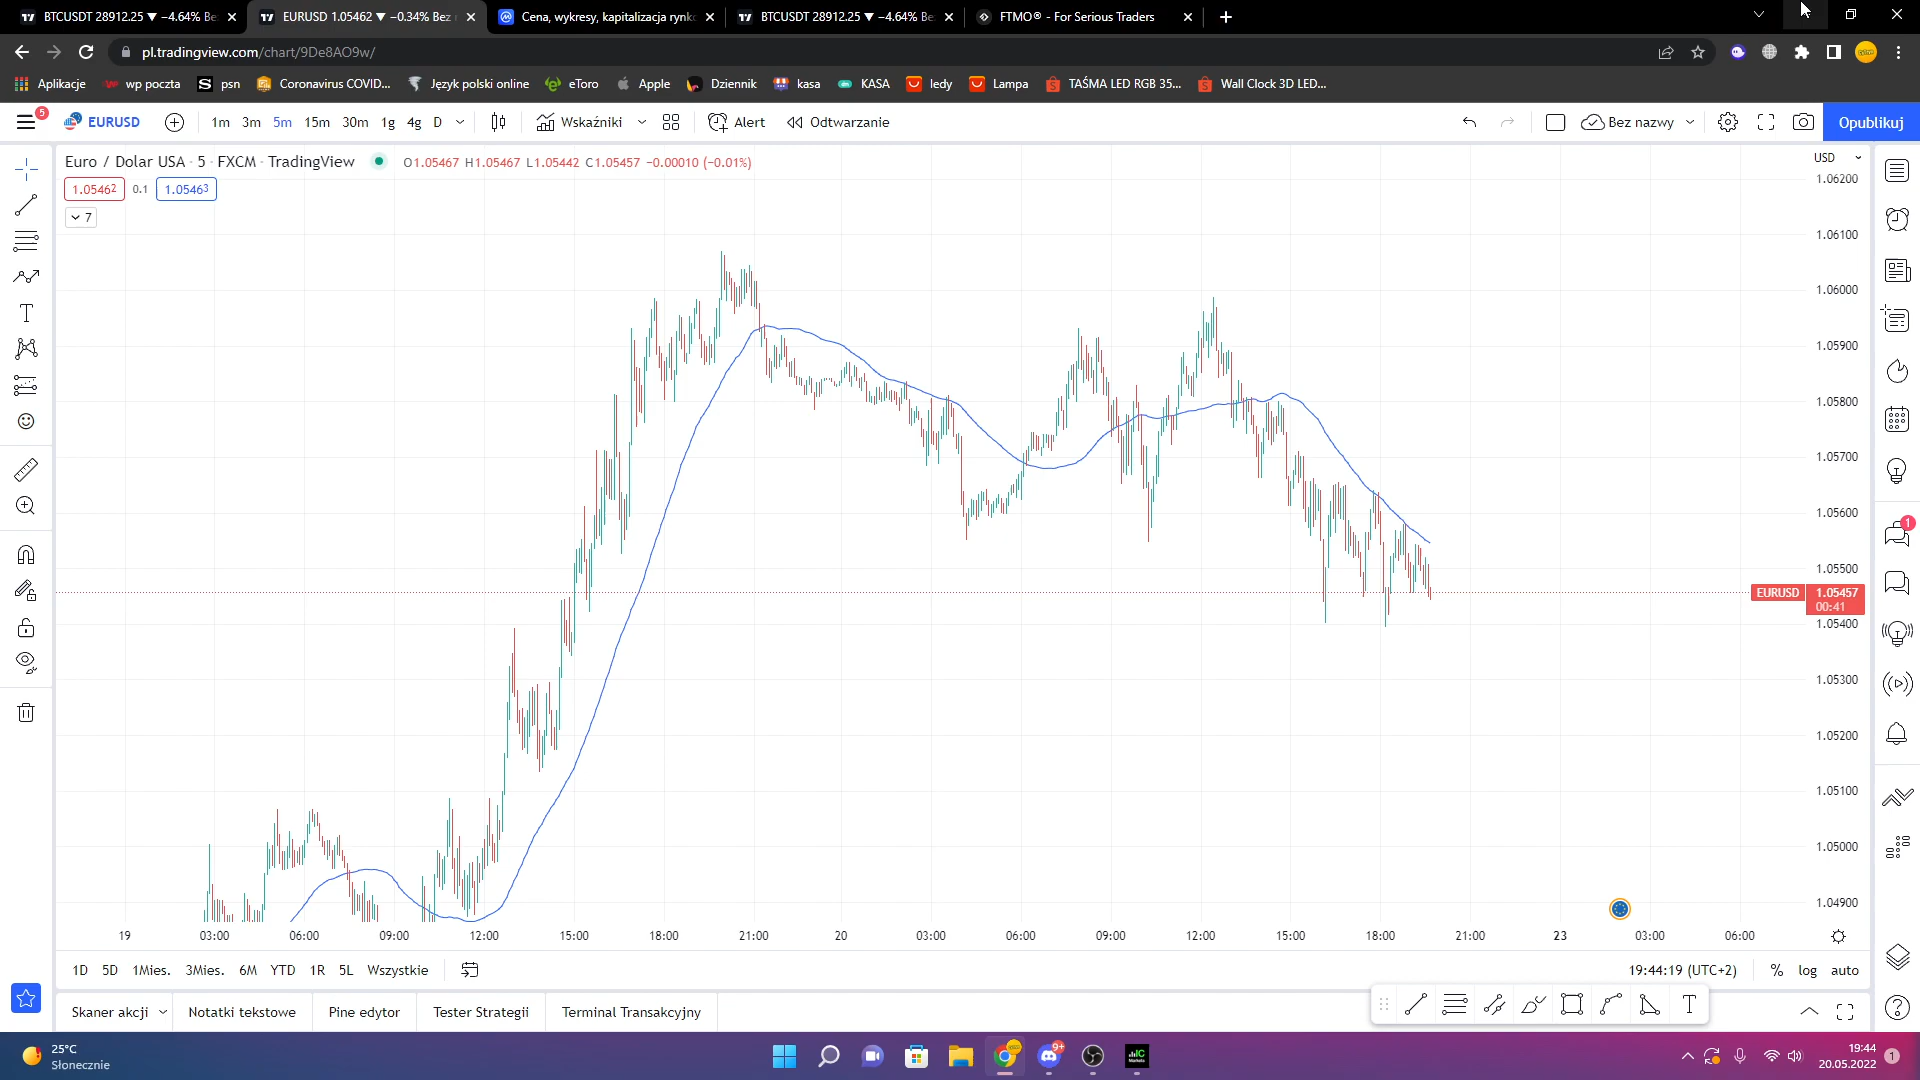 BTCUSDT 28912.25 ▼ −4.64% Be
EURUSD 1.05462 ▼ −0.34% Bez
Cena, wykresy, kapitalizacja rynko
BTCUSDT 28912.25 ▼ −4.64% Be
FTMO® - For Serious Traders
pl.tradingview.com/chart/9De8AO9w/
Aplikacje
wp poczta
psn
Coronavirus COVID...
Język polski online
eToro
Apple
Dziennik
kasa
KASA
ledy
Lampa
TAŚMA LED RGB 35...
Wall Clock 3D LED...
5
EURUSD
1m 3m 5m 15m 30m 1g 4g D
Wskaźniki
Alert
Odtwarzanie
Bez nazwy
Opublikuj
Euro / Dolar USA · 5 · FXCM · TradingView
O1.05467 H1.05467 L1.05442 C1.05457 −0.00010 (−0.01%)
USD
1.05462 0.1 1.05463
7
1.06200
1.06100
1.06000
1.05900
1.05800
1.05700
1.05600
1.05500
EURUSD 1.05457
00:41
1.05400
1.05300
1.05200
1.05100
1.05000
1.04900
1
19 03:00 06:00 09:00 12:00 15:00 18:00 21:00 20 03:00 06:00 09:00 12:00 15:00 18:00 21:00 23 03:00 06:00
1D 5D 1Mies. 3Mies. 6M YTD 1R 5L Wszystkie
19:44:19 (UTC+2) % log auto
Skaner akcji
Notatki tekstowe
Pine edytor
Tester Strategii
Terminal Transakcyjny
25°C
Słonecznie
9+
19:44
20.05.2022
1